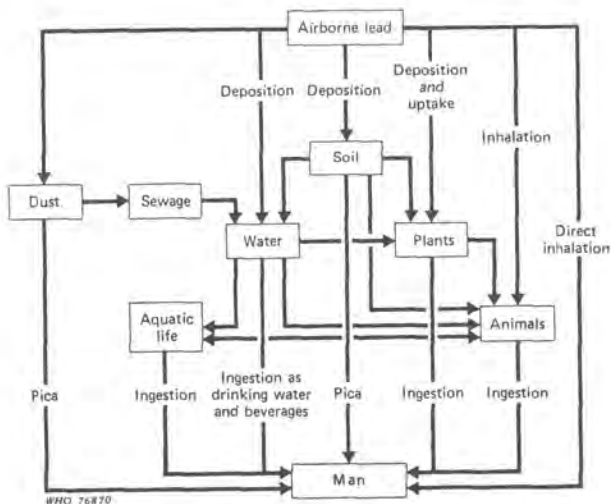 Airborne lead
Deposition
Deposition
Deposition
and
uptake
Inhalation
Soil
Dust
Sewage
Water
Plants
Direct
inhalation
Aquatic
life
Animals
Pica
Ingestion
Ingestion as
drinking water
and beverages
Pica
Ingestion
Ingestion
Man
WHO 76870